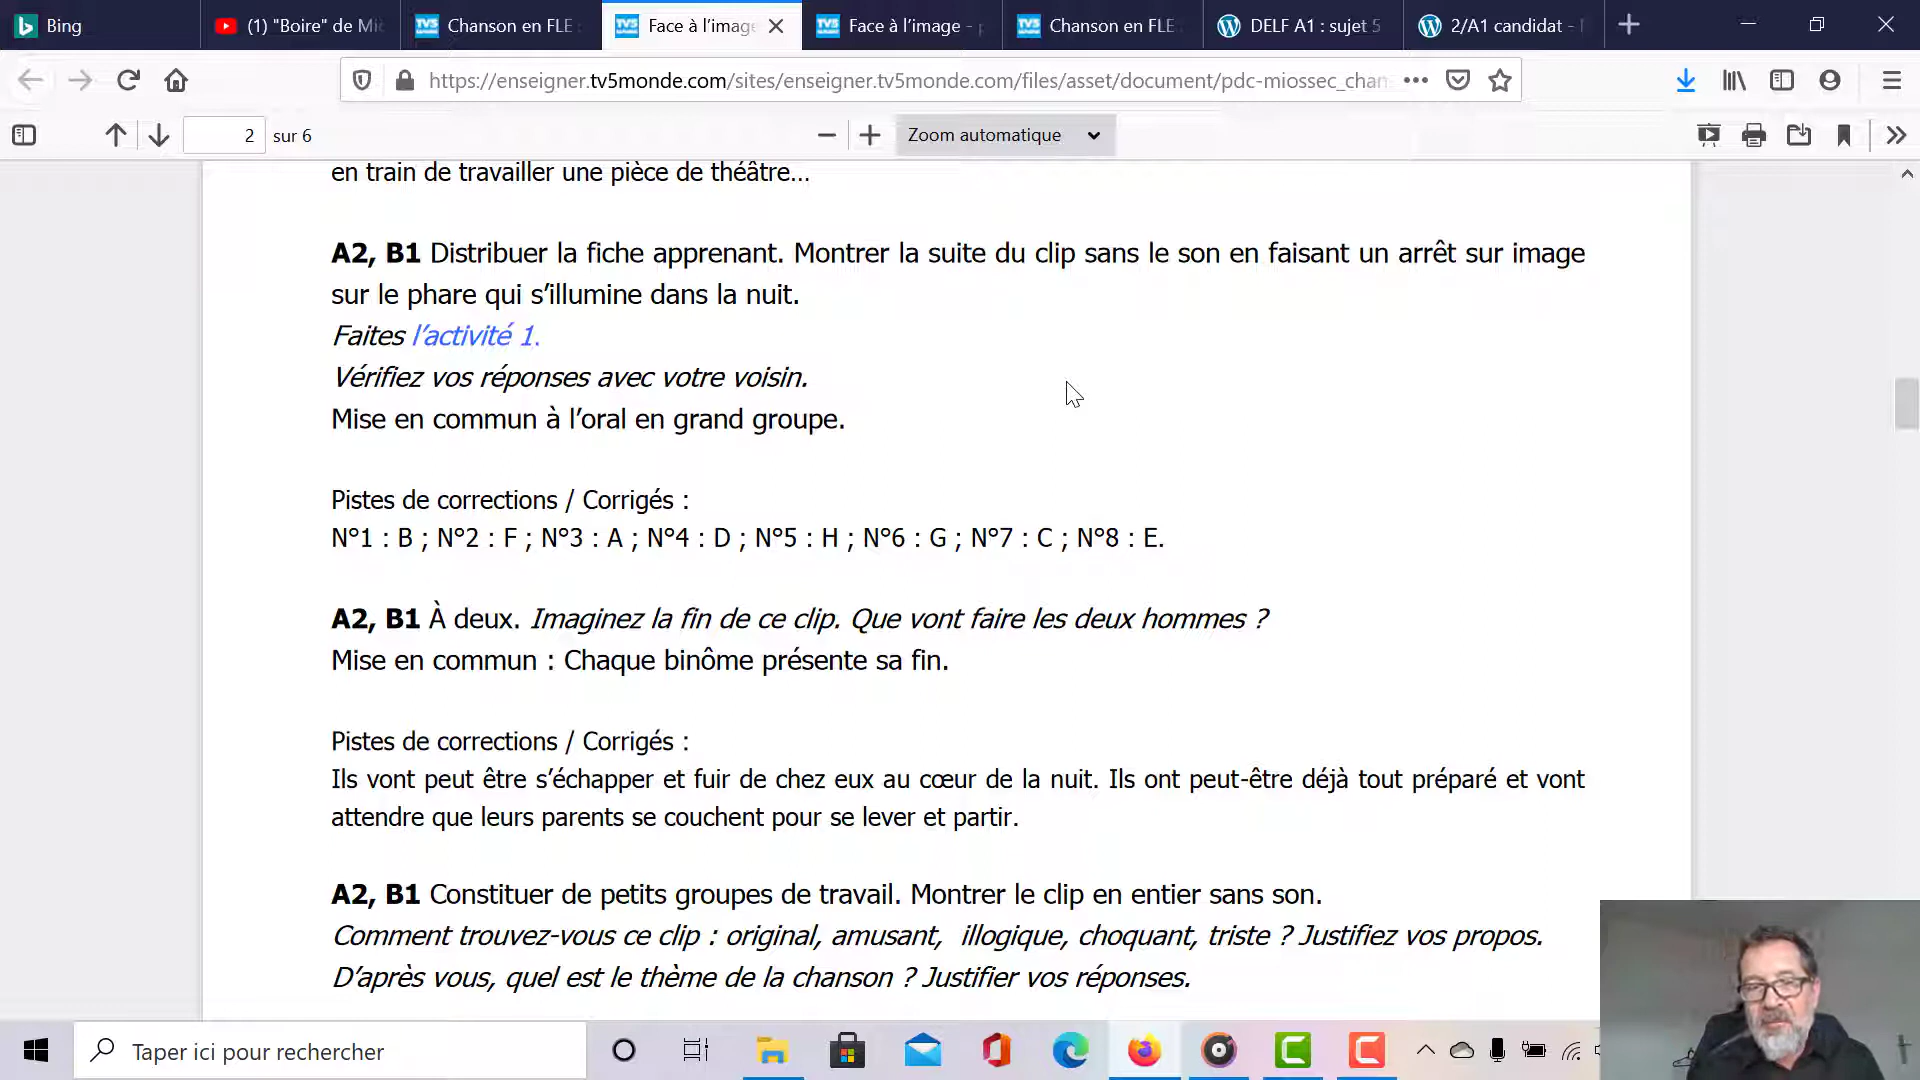 Bing
(1) "Boire" de Mi
Chanson en FLE
Face à l'imag
Face à l'image - p
Chanson en FLE
DELF A1 : sujet 5
2/A1 candidat -
https://enseigner.tv5monde.com/sites/enseigner.tv5monde.com/files/asset/document/pdc-miossec_chan
2 sur 6
Zoom automatique
en train de travailler une pièce de théâtre…
A2, B1 Distribuer la fiche apprenant. Montrer la suite du clip sans le son en faisant un arrêt sur image
sur le phare qui s'illumine dans la nuit.
Faites l'activité 1.
Vérifiez vos réponses avec votre voisin.
Mise en commun à l'oral en grand groupe.
Pistes de corrections / Corrigés :
N°1 : B ; N°2 : F ; N°3 : A ; N°4 : D ; N°5 : H ; N°6 : G ; N°7 : C ; N°8 : E.
A2, B1 À deux. Imaginez la fin de ce clip. Que vont faire les deux hommes ?
Mise en commun : Chaque binôme présente sa fin.
Pistes de corrections / Corrigés :
Ils vont peut être s'échapper et fuir de chez eux au cœur de la nuit. Ils ont peut-être déjà tout préparé et vont
attendre que leurs parents se couchent pour se lever et partir.
A2, B1 Constituer de petits groupes de travail. Montrer le clip en entier sans son.
Comment trouvez-vous ce clip : original, amusant, illogique, choquant, triste ? Justifiez vos propos.
D'après vous, quel est le thème de la chanson ? Justifier vos réponses.
Taper ici pour rechercher